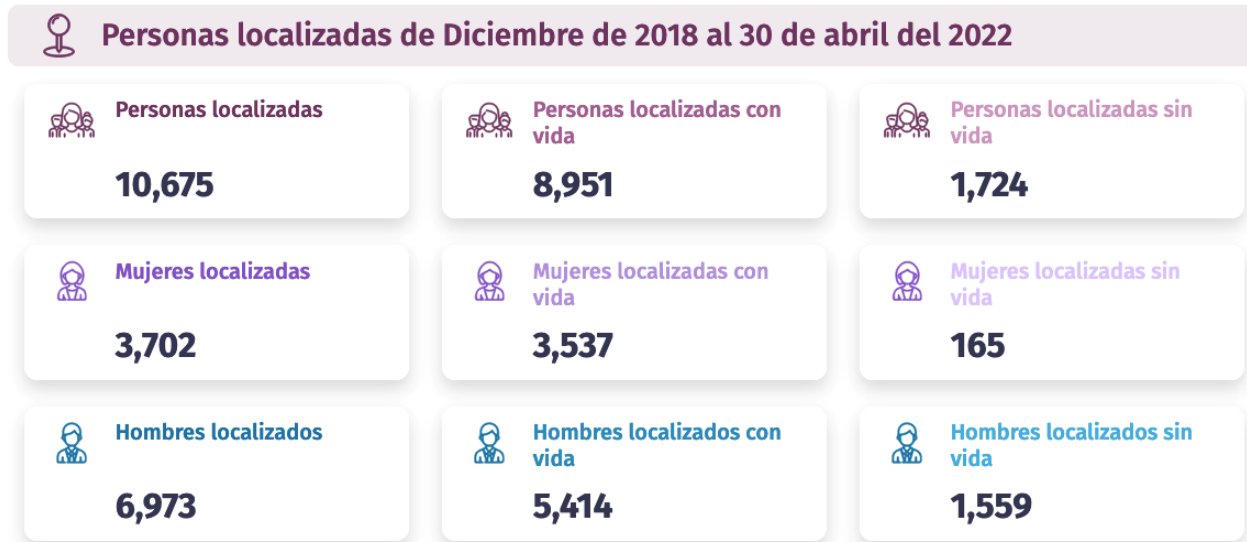 Personas localizadas de Diciembre de 2018 al 30 de abril del 2022
Personas localizadas
10,675
Personas localizadas con
vida
8,951
Personas localizadas sin
vida
1,724
Mujeres localizadas
3,702
Mujeres localizadas con
vida
3,537
Mujeres localizadas sin
vida
165
Hombres localizados
6,973
Hombres localizados con
vida
5,414
Hombres localizados sin
vida
1,559